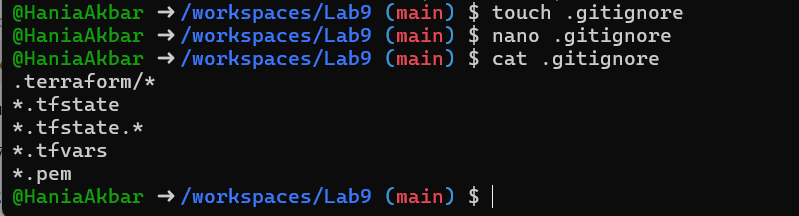 @HaniaAkbar ➜ /workspaces/Lab9 (main) $ touch .gitignore
@HaniaAkbar ➜ /workspaces/Lab9 (main) $ nano .gitignore
@HaniaAkbar ➜ /workspaces/Lab9 (main) $ cat .gitignore
.terraform/*
*.tfstate
*.tfstate.*
*.tfvars
*.pem
@HaniaAkbar ➜ /workspaces/Lab9 (main) $